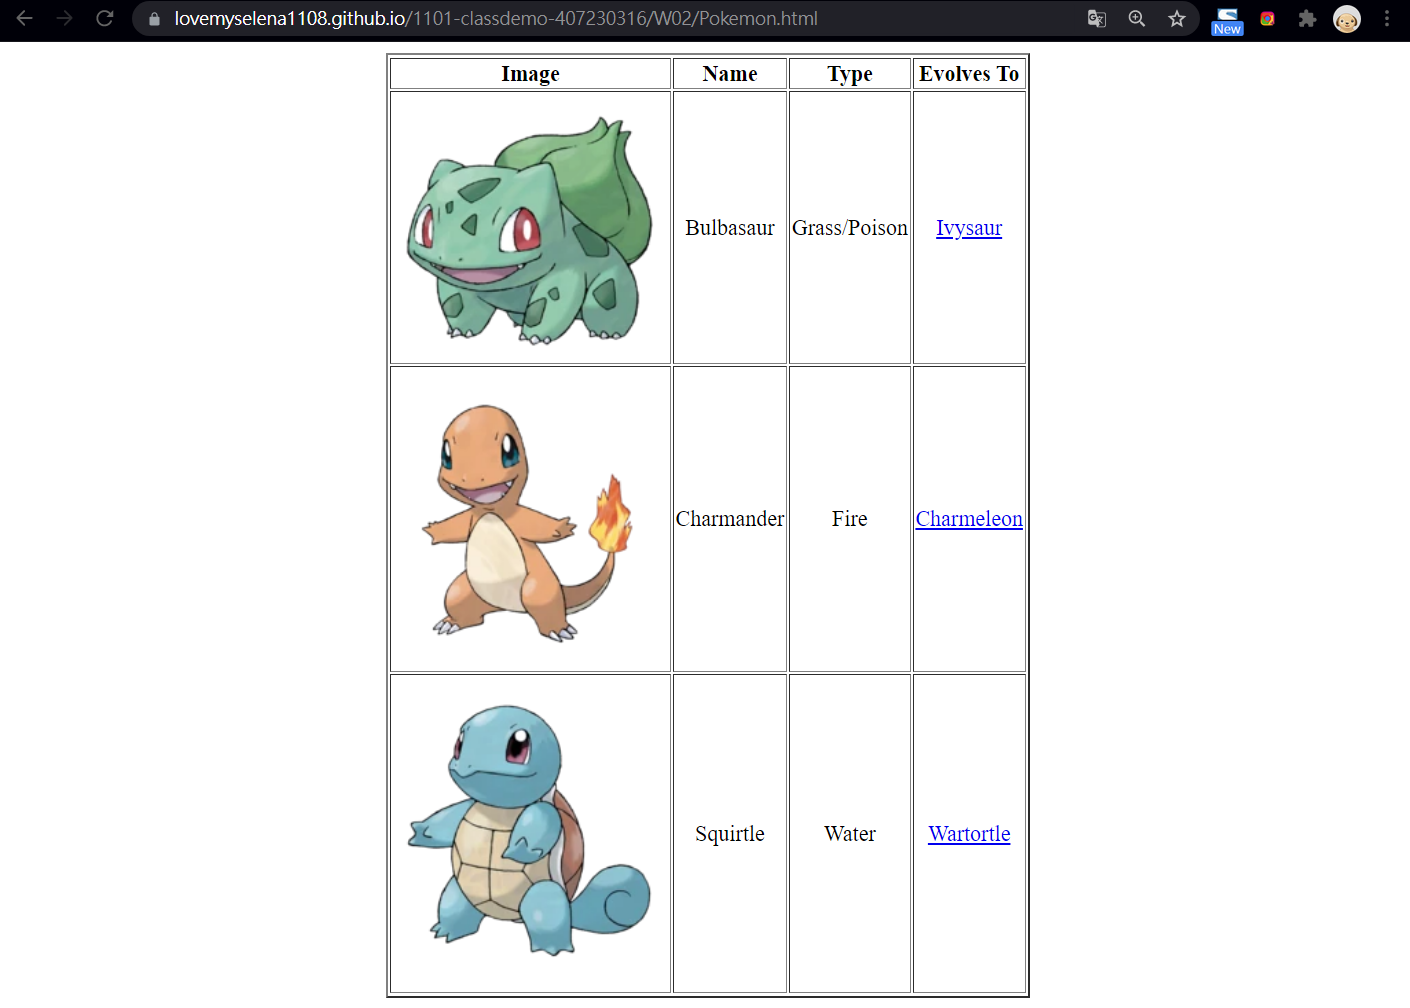 lovemyselena1108.github.io/1101-classdemo-407230316/W02/Pokemon.html
New
Image Name Type Evolves To
Bulbasaur Grass/Poison Ivysaur
Charmander Fire Charmeleon
Squirtle Water Wartortle